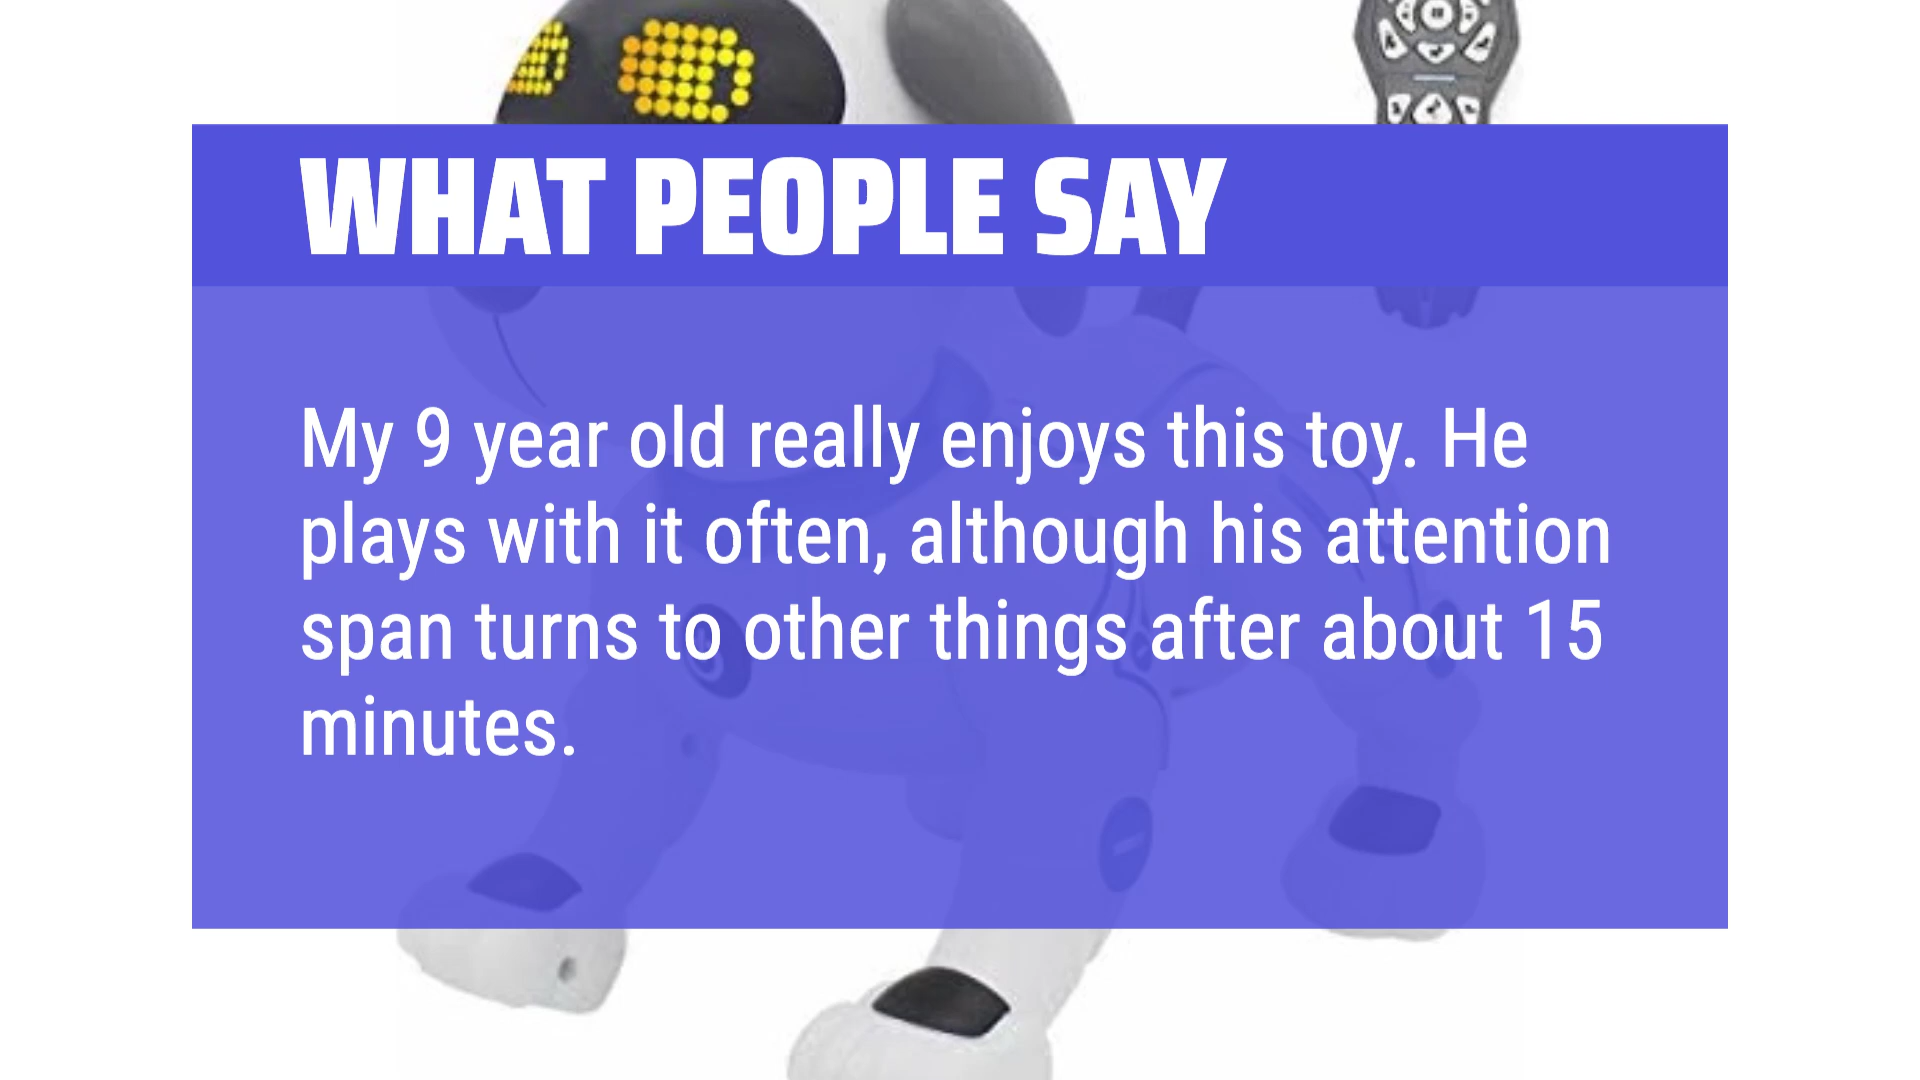 WHAT PEOPLE SAY
My 9 year old really enjoys this toy. He
plays with it often, although his attention
span turns to other things after about 15
minutes.